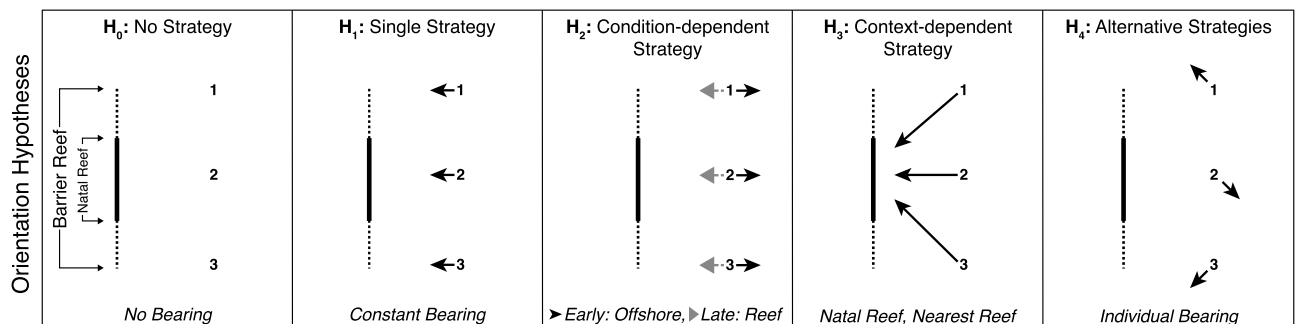 Orientation Hypotheses
H0: No Strategy
Barrier Reef
Natal Reef
1
2
3
No Bearing
H1: Single Strategy
1
2
3
Constant Bearing
H2: Condition-dependent
Strategy
1
2
3
Early: Offshore, Late: Reef
H3: Context-dependent
Strategy
1
2
3
Natal Reef, Nearest Reef
H4: Alternative Strategies
1
2
3
Individual Bearing